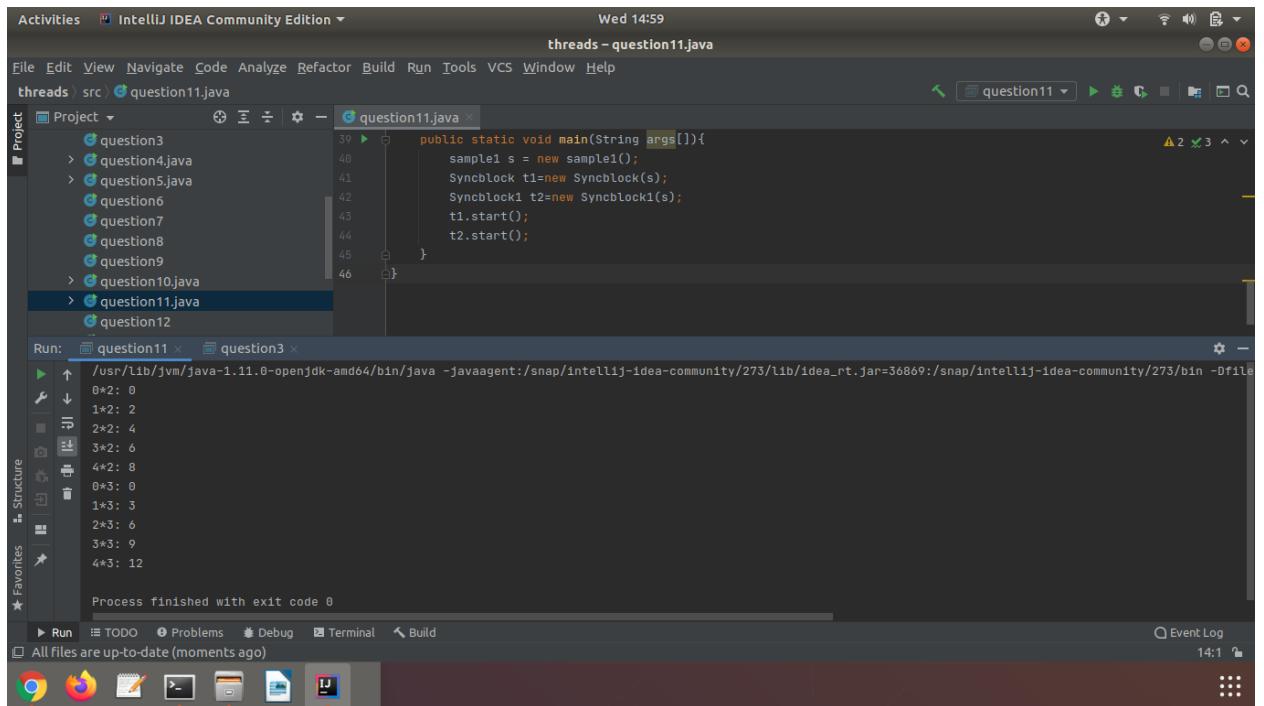 Activities IntelliJ IDEA Community Edition Wed 14:59
threads – question11.java
File Edit View Navigate Code Analyze Refactor Build Run Tools VCS Window Help
threads src question11.java question11
Project
Project question11.java
question3
question4.java
question5.java
question6
question7
question8
question9
question10.java
question11.java
question12
39 public static void main(String args[]){ 2 3
40 sample1 s = new sample1();
41 Syncblock t1=new Syncblock(s);
42 Syncblock1 t2=new Syncblock1(s);
43 t1.start();
44 t2.start();
45 }
46 }
Run: question11 question3
/usr/lib/jvm/java-1.11.0-openjdk-amd64/bin/java -javaagent:/snap/intellij-idea-community/273/lib/idea_rt.jar=36869:/snap/intellij-idea-community/273/bin -Dfile
0*2: 0
1*2: 2
2*2: 4
3*2: 6
4*2: 8
0*3: 0
1*3: 3
2*3: 6
3*3: 9
4*3: 12
Process finished with exit code 0
Structure
Favorites
Run TODO Problems Debug Terminal Build Event Log
All files are up-to-date (moments ago) 14:1